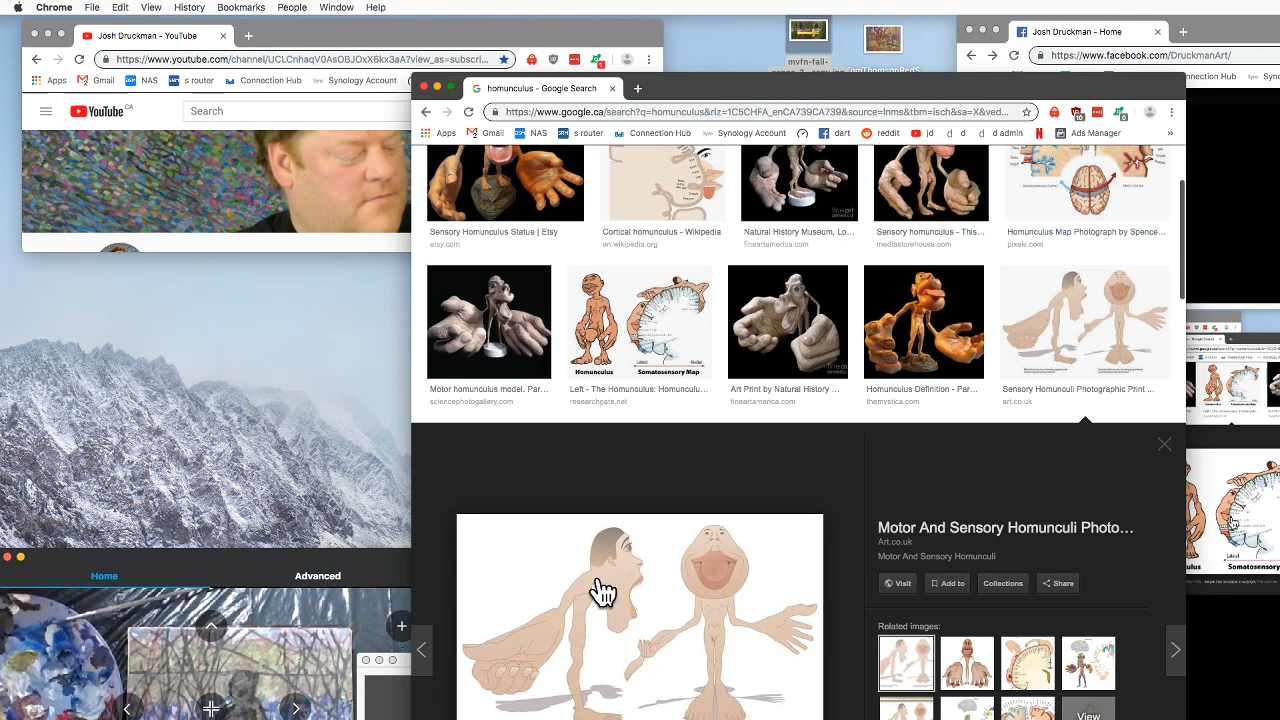 Chrome File Edit View History Bookmarks People Window Help
Josh Druckman - YouTube
https://www.youtube.com/channel/UCLCnhaqV0AsOBJOxX6kx3aA?view_as=subscri...
Apps Gmail NAS s router Connection Hub Synology Account
YouTube CA
Search
mvfn-fall-
Josh Druckman - Home
https://www.facebook.com/DruckmanArt/
homunculus - Google Search
https://www.google.ca/search?q=homunculus&rlz=1C5CHFA_enCA739CA739&source=lnms&tbm=isch&sa=X&ved...
Apps Gmail NAS s router Connection Hub Synology Account dart reddit jd d d d admin Ads Manager »
Sensory Homunculus Statue | Etsy
etsy.com
Cortical homunculus - Wikipedia
en.wikipedia.org
Natural History Museum, Lo...
fineartamerica.com
Sensory homunculus - This...
mediastorehouse.com
Homunculus Map Photograph by Spence...
pixels.com
Homunculus
Somatosensory Map
Motor homunculus model. Par...
sciencephotogallery.com
Left - The Homunculus: Homunculu...
researchgate.net
Art Print by Natural History ...
fineartamerica.com
Homunculus Definition - Par...
themystica.com
Sensory Homunculi Photographic Print ...
art.co.uk
Motor And Sensory Homunculi Photo...
Art.co.uk
Motor And Sensory Homunculi
Visit Add to Collections Share
Related images:
View
Home Advanced
Lateral
Somatosensory